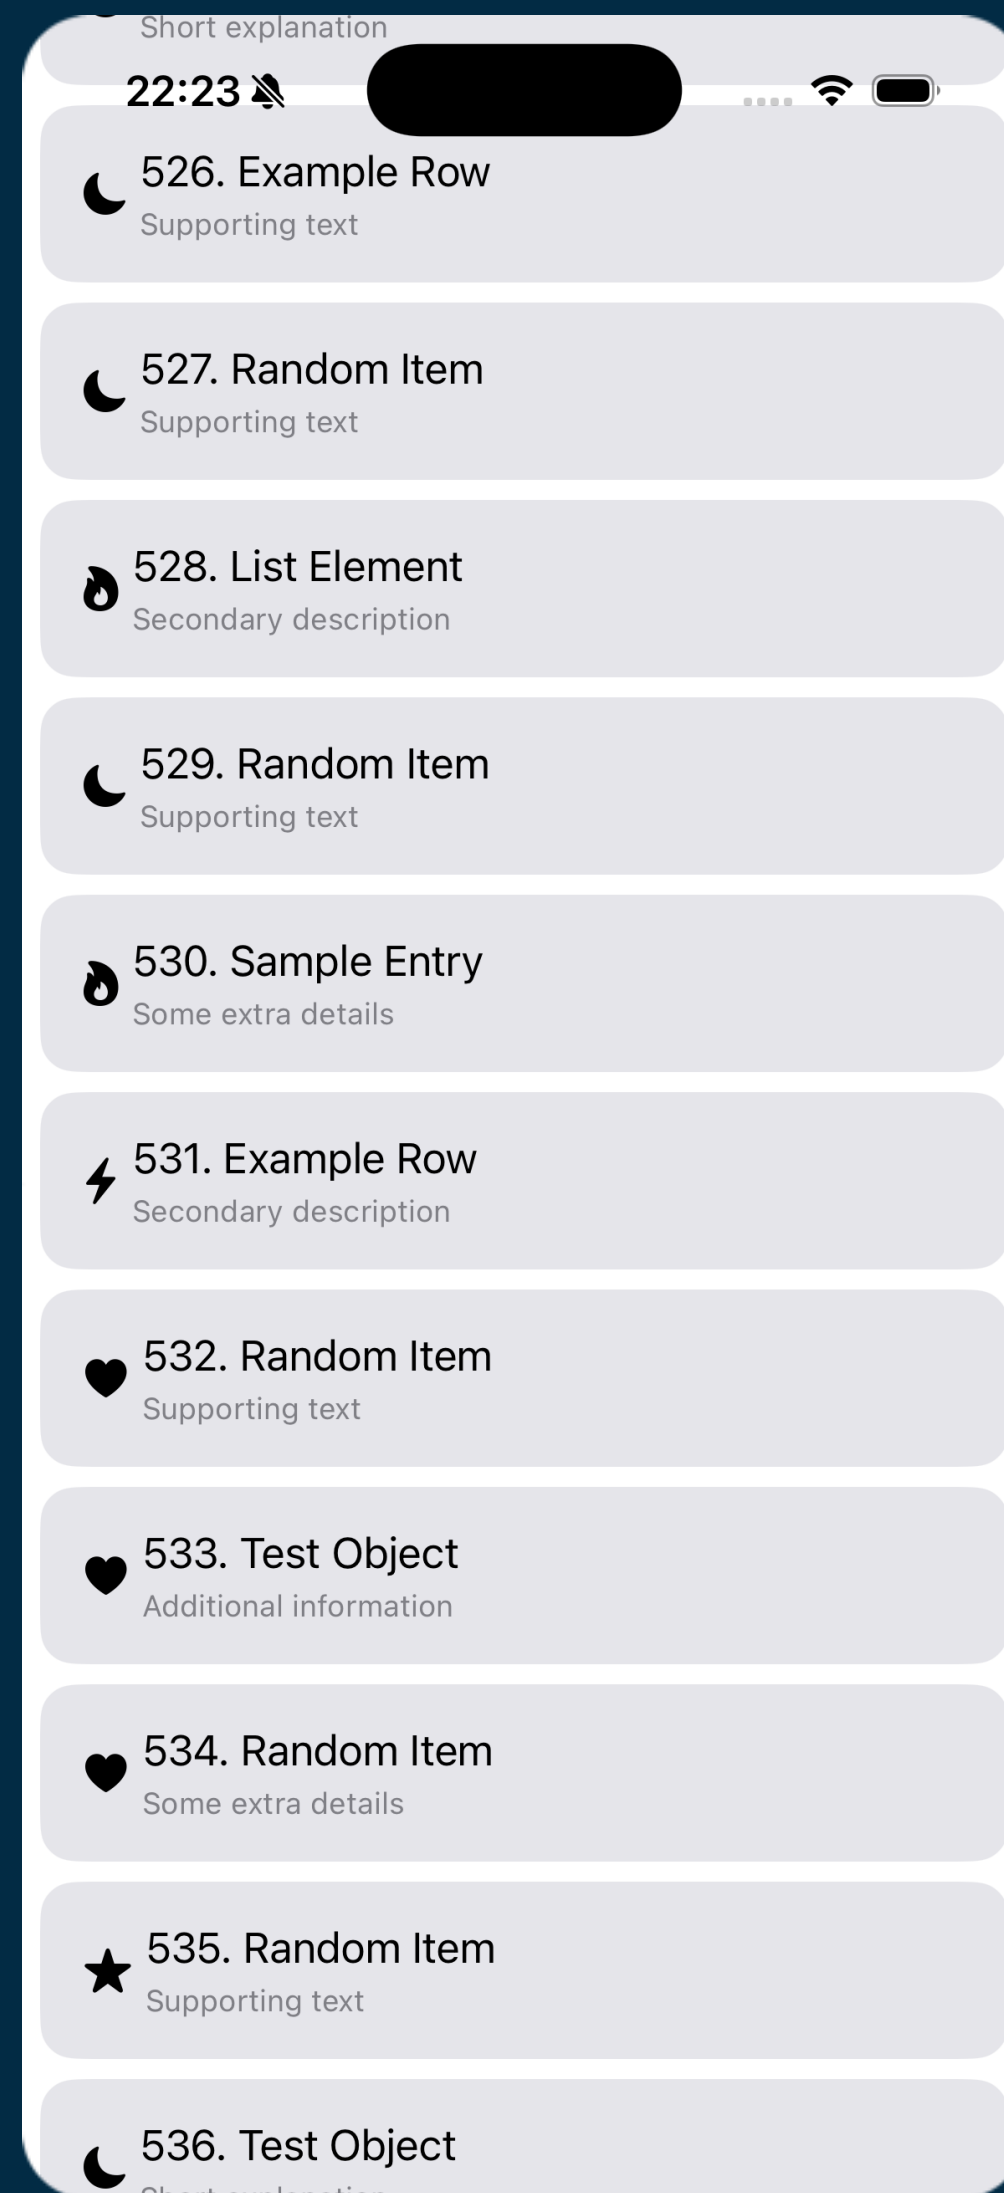 Short explanation
22:23
526. Example Row
Supporting text
527. Random Item
Supporting text
528. List Element
Secondary description
529. Random Item
Supporting text
530. Sample Entry
Some extra details
531. Example Row
Secondary description
532. Random Item
Supporting text
533. Test Object
Additional information
534. Random Item
Some extra details
535. Random Item
Supporting text
536. Test Object
Short explanation